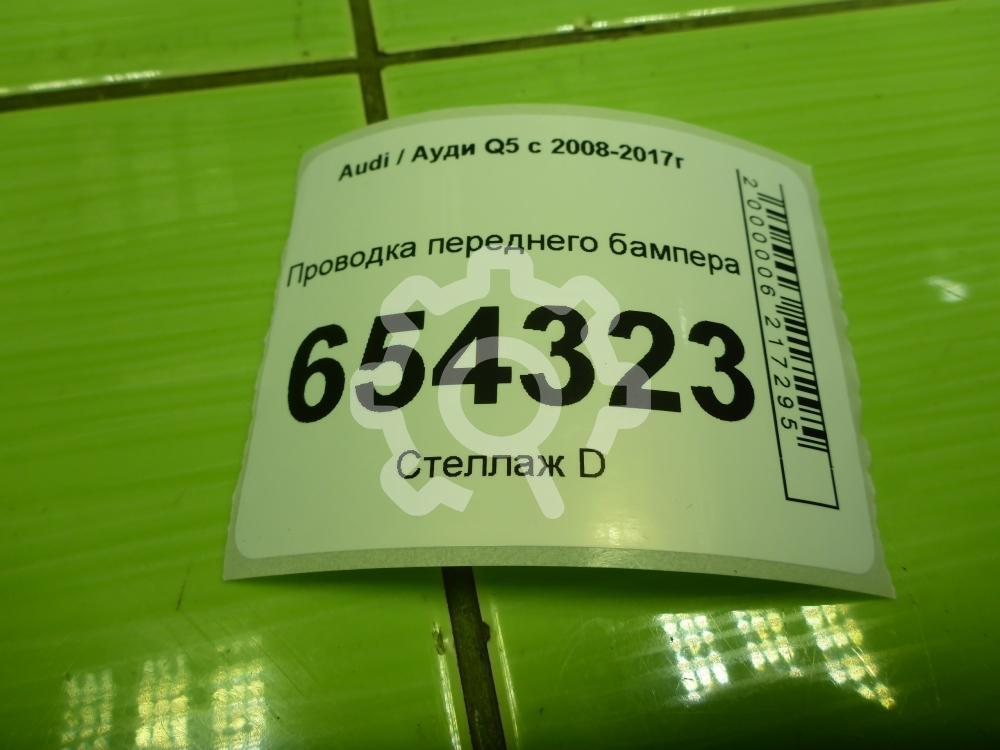 Audi / Ауди Q5 с 2008-2017г
Проводка переднего бампера
654323
Стеллаж D
2000006217295